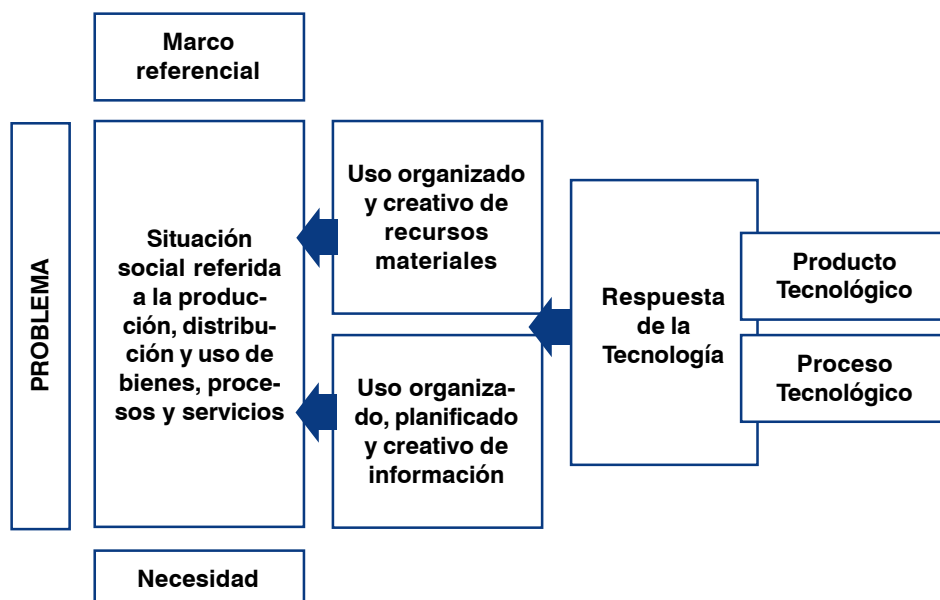 Marco
referencial
PROBLEMA
Situación
social referida
a la produc-
ción, distribu-
ción y uso de
bienes, proce-
sos y servicios
Uso organizado
y creativo de
recursos
materiales
Uso organiza-
do, planificado
y creativo de
información
Respuesta
de la
Tecnología
Producto
Tecnológico
Proceso
Tecnológico
Necesidad